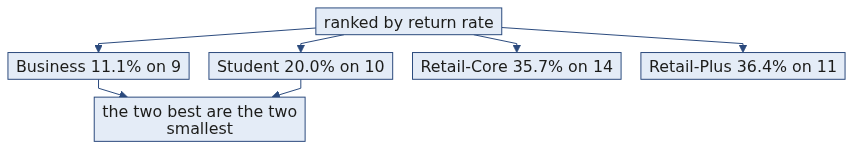 ranked by return rate
Business 11.1% on 9
Student 20.0% on 10
Retail-Core 35.7% on 14
Retail-Plus 36.4% on 11
the two best are the two
smallest